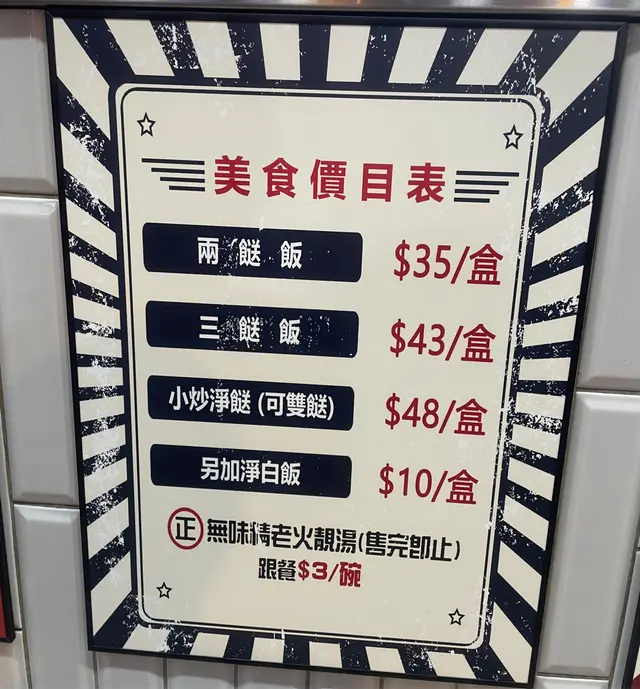 美食價目表
兩餸飯 $35/盒
三餸飯 $43/盒
小炒淨餸(可雙餸) $48/盒
另加淨白飯 $10/盒
正 無味精老火靚湯(售完即止)
跟餐$3/碗